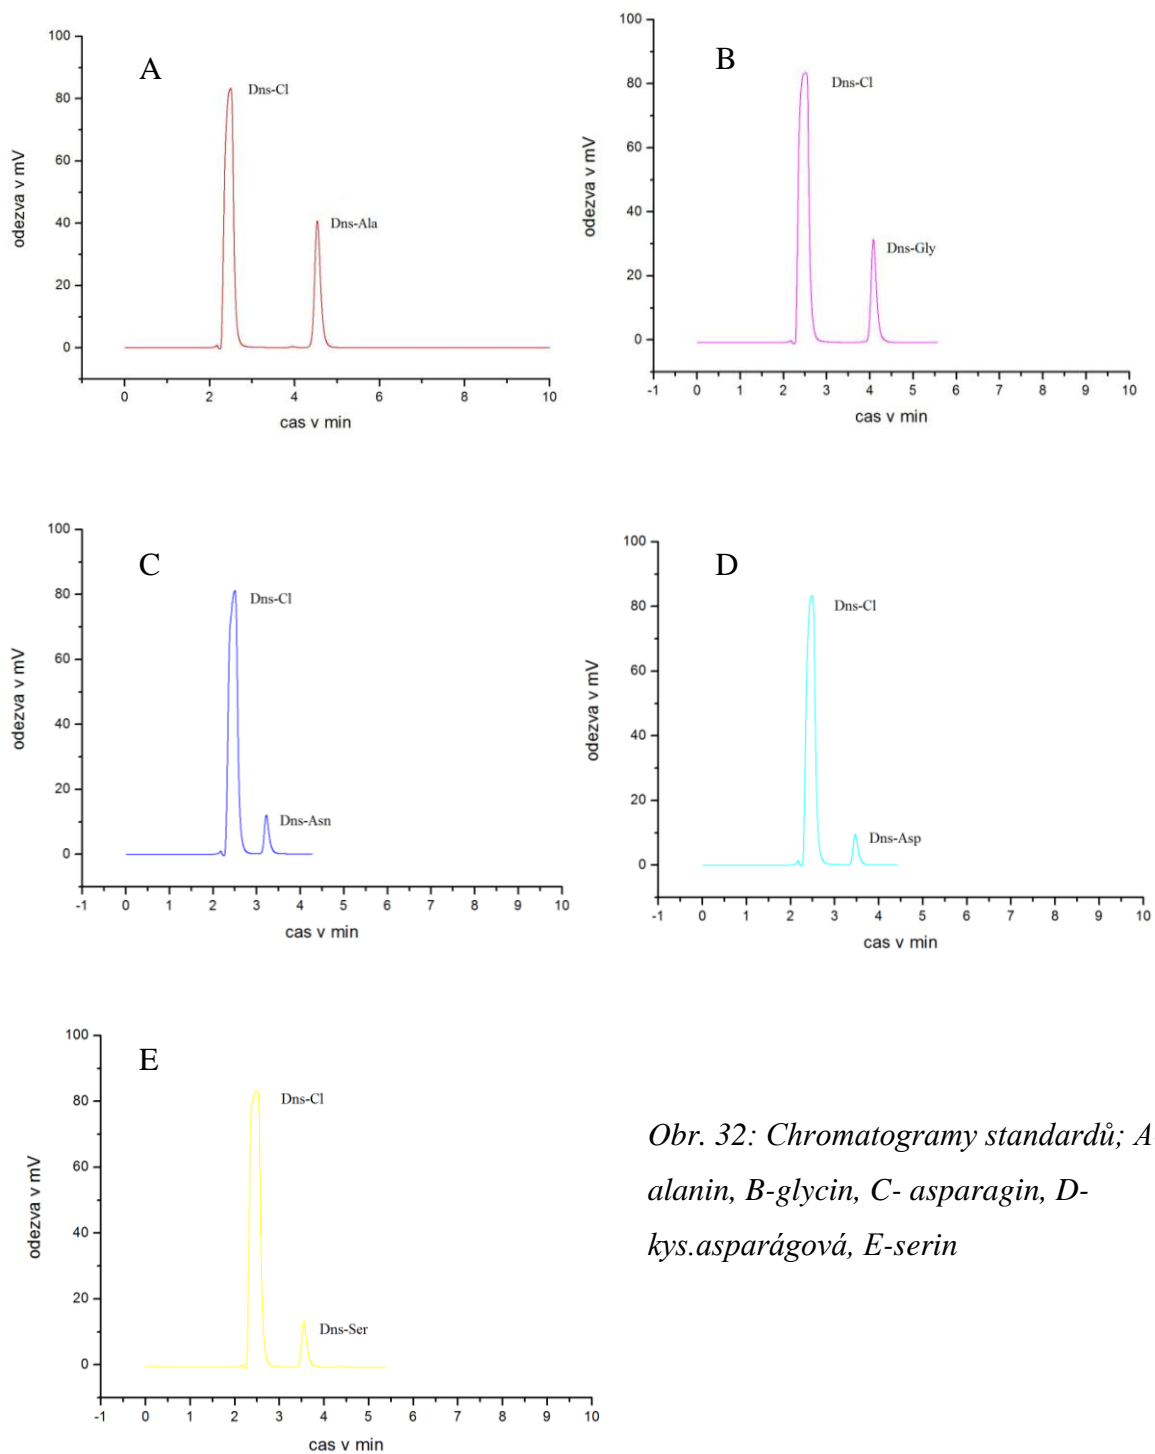 A
Dns-Cl
Dns-Ala
odezva v mV
100
80
60
40
20
0
0 2 4 6 8 10
cas v min
B
Dns-Cl
Dns-Gly
odezva v mV
100
80
60
40
20
0
-1 0 1 2 3 4 5 6 7 8 9 10
cas v min
C
Dns-Cl
Dns-Asn
odezva v mV
100
80
60
40
20
0
-1 0 1 2 3 4 5 6 7 8 9 10
cas v min
D
Dns-Cl
Dns-Asp
odezva v mV
100
80
60
40
20
0
-1 0 1 2 3 4 5 6 7 8 9 10
cas v min
E
Dns-Cl
Dns-Ser
odezva v mV
100
80
60
40
20
0
-1 0 1 2 3 4 5 6 7 8 9 10
cas v min
Obr. 32: Chromatogramy standardů; A
alanin, B-glycin, C- asparagin, D-
kys.asparágová, E-serin